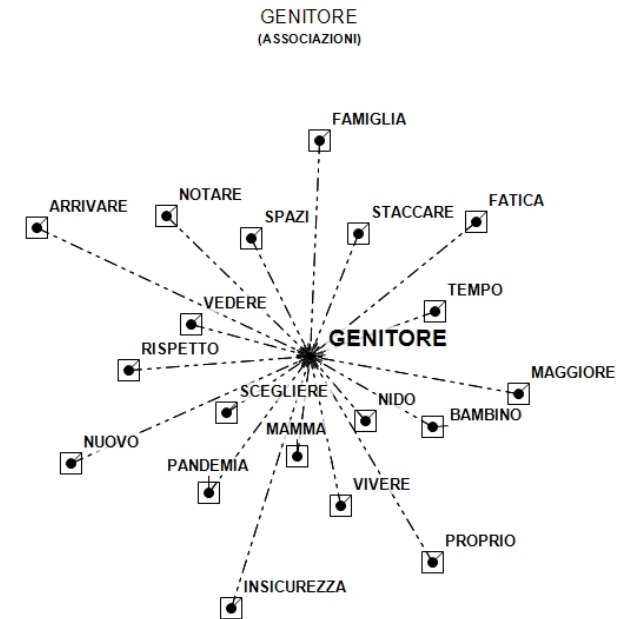 GENITORE
(ASSOCIAZIONI)
FAMIGLIA
ARRIVARE
NOTARE
SPAZI
STACCARE
FATICA
VEDERE
TEMPO
GENITORE
RISPETTO
MAGGIORE
SCEGLIERE
NIDO
BAMBINO
NUOVO
MAMMA
PANDEMIA
VIVERE
PROPRIO
INSICUREZZA